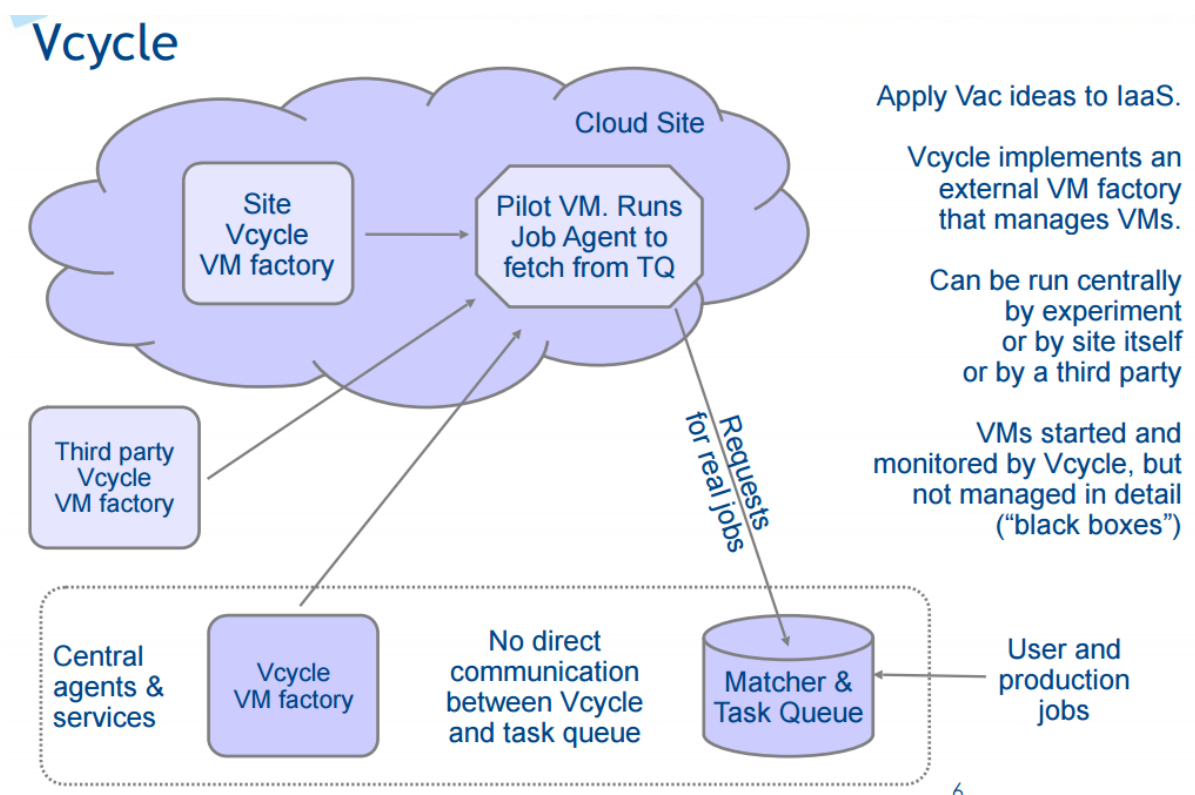 Vcycle
Cloud Site
Site
Vcycle
VM factory
Pilot VM. Runs
Job Agent to
fetch from TQ
Third party
Vcycle
VM factory
Requests
for real jobs
Central
agents &
services
Vcycle
VM factory
No direct
communication
between Vcycle
and task queue
Matcher &
Task Queue
User and
production
jobs
Apply Vac ideas to IaaS.
Vcycle implements an
external VM factory
that manages VMs.
Can be run centrally
by experiment
or by site itself
or by a third party
VMs started and
monitored by Vcycle, but
not managed in detail
(“black boxes”)
6